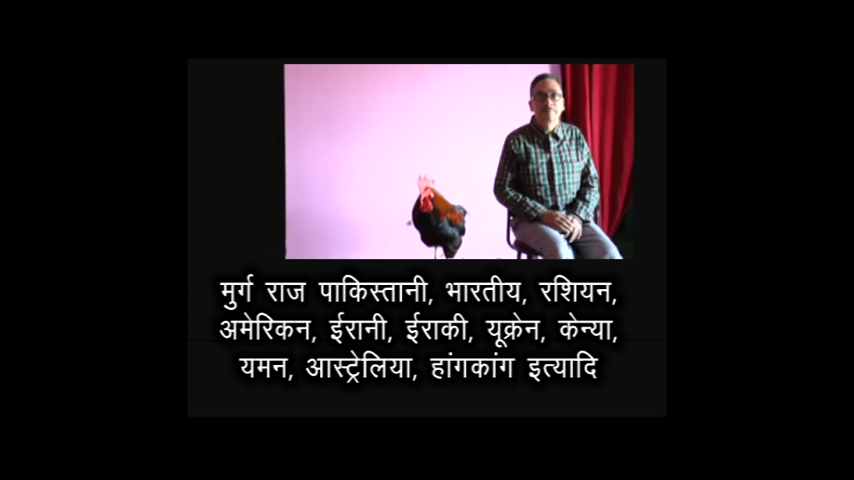 मुर्ग राज पाकिस्तानी, भारतीय, रशियन,
अमेरिकन, ईरानी, ईराकी, यूक्रेन, केन्या,
यमन, आस्ट्रेलिया, हांगकांग इत्यादि